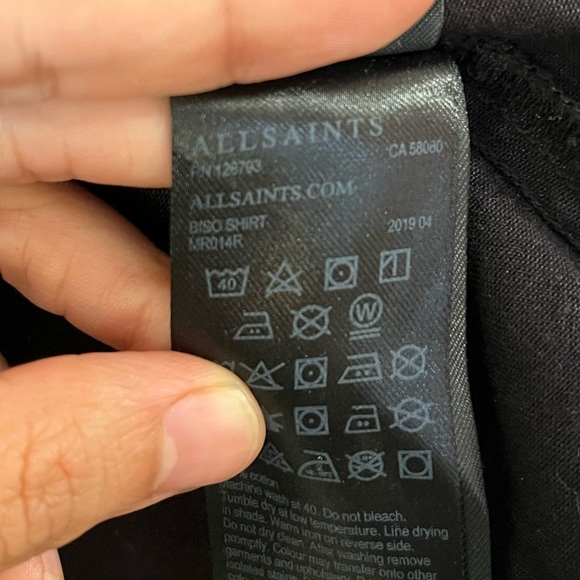 ALLSAINTS
CA 58060
P/N 126793
ALLSAINTS.COM
BISO SHIRT
MR014R
2019 04
40
W
cotton
Machine wash at 40. Do not bleach.
Tumble dry at low temperature. Line drying
in shade. Warm iron on reverse side.
Do not dry clean. After washing remove
promptly. Colour may transfer onto other
garments and upholstery.